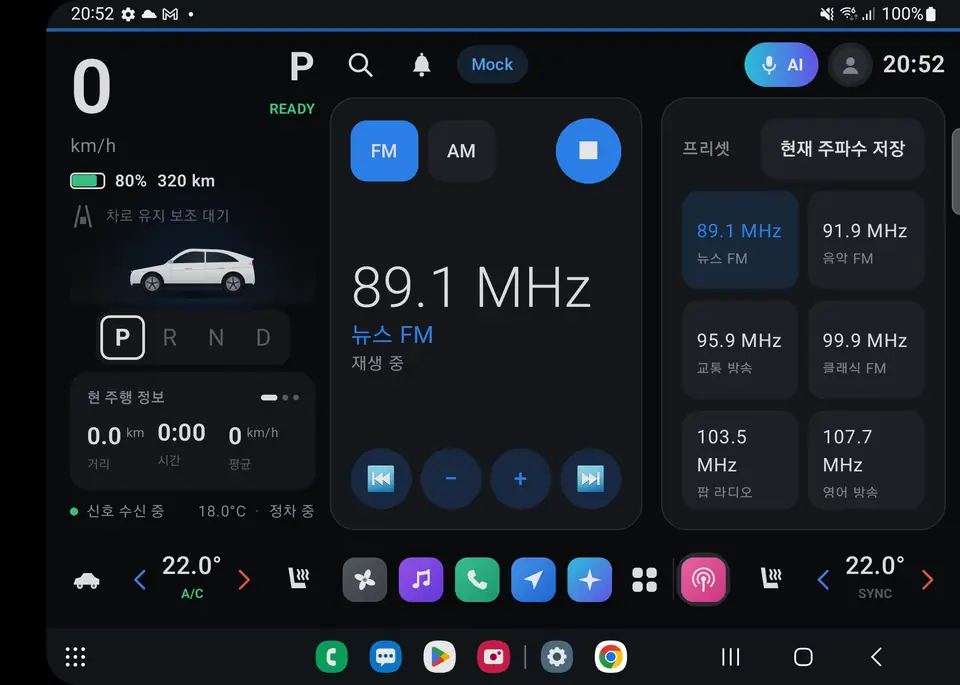 20:52
100%
0
P
READY
km/h
80% 320 km
차로 유지 보조 대기
P R N D
현 주행 정보
0.0 km 0:00 0 km/h
거리 시간 평균
신호 수신 중 18.0°C · 정차 중
Mock
AI
20:52
FM AM
89.1 MHz
뉴스 FM
재생 중
− +
프리셋 현재 주파수 저장
89.1 MHz
뉴스 FM
91.9 MHz
음악 FM
95.9 MHz
교통 방송
99.9 MHz
클래식 FM
103.5
MHz
팝 라디오
107.7
MHz
영어 방송
22.0°
A/C
22.0°
SYNC